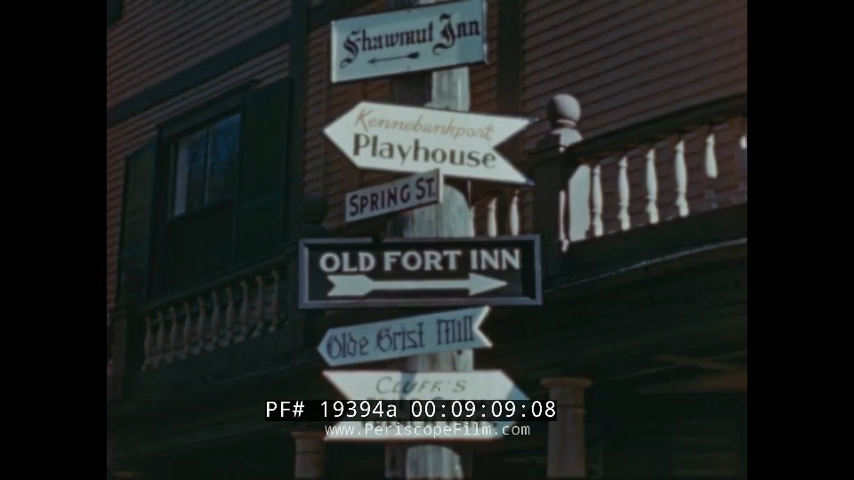 Shawmut Inn
Kennebunkport
Playhouse
SPRING ST.
OLD FORT INN
Olde Grist Mill
CLUFF'S
PF# 19394a 00:09:09:08
www.PeriscopeFilm.com